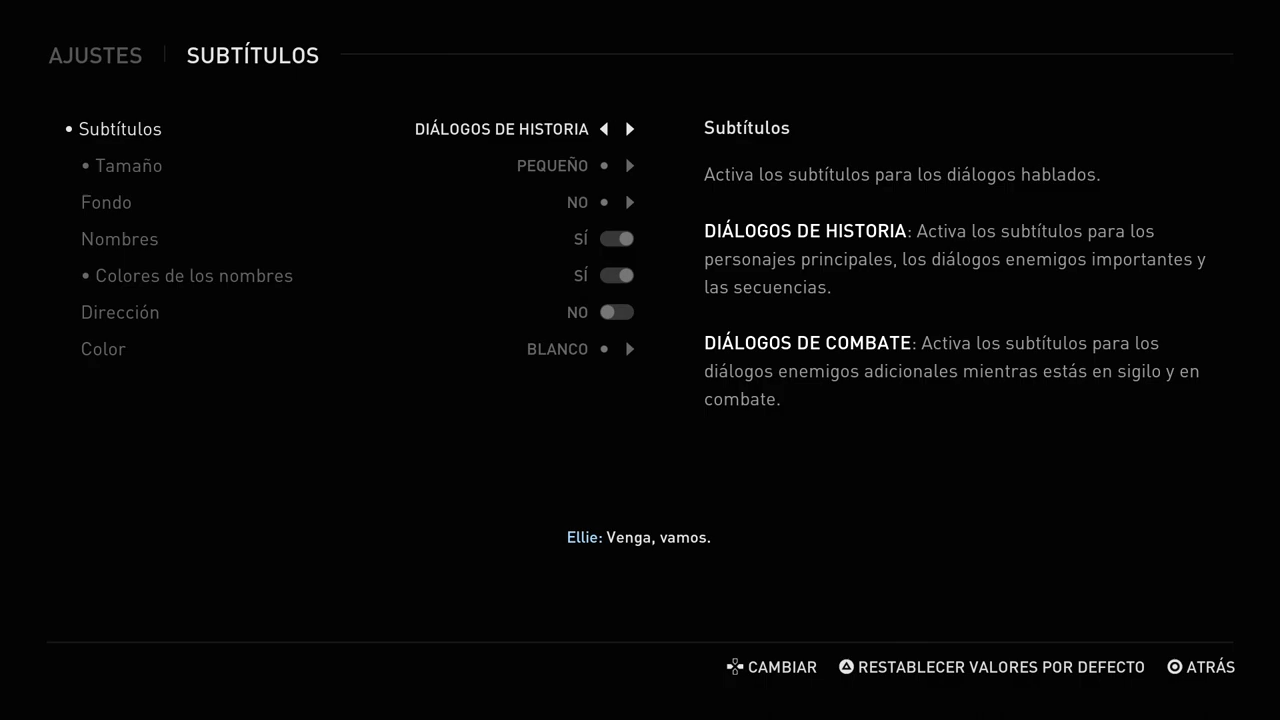 AJUSTES | SUBTÍTULOS
• Subtítulos DIÁLOGOS DE HISTORIA
• Tamaño PEQUEÑO
Fondo NO
Nombres SÍ
• Colores de los nombres SÍ
Dirección NO
Color BLANCO
Subtítulos
Activa los subtítulos para los diálogos hablados.
DIÁLOGOS DE HISTORIA: Activa los subtítulos para los
personajes principales, los diálogos enemigos importantes y
las secuencias.
DIÁLOGOS DE COMBATE: Activa los subtítulos para los
diálogos enemigos adicionales mientras estás en sigilo y en
combate.
Ellie: Venga, vamos.
CAMBIAR RESTABLECER VALORES POR DEFECTO ATRÁS